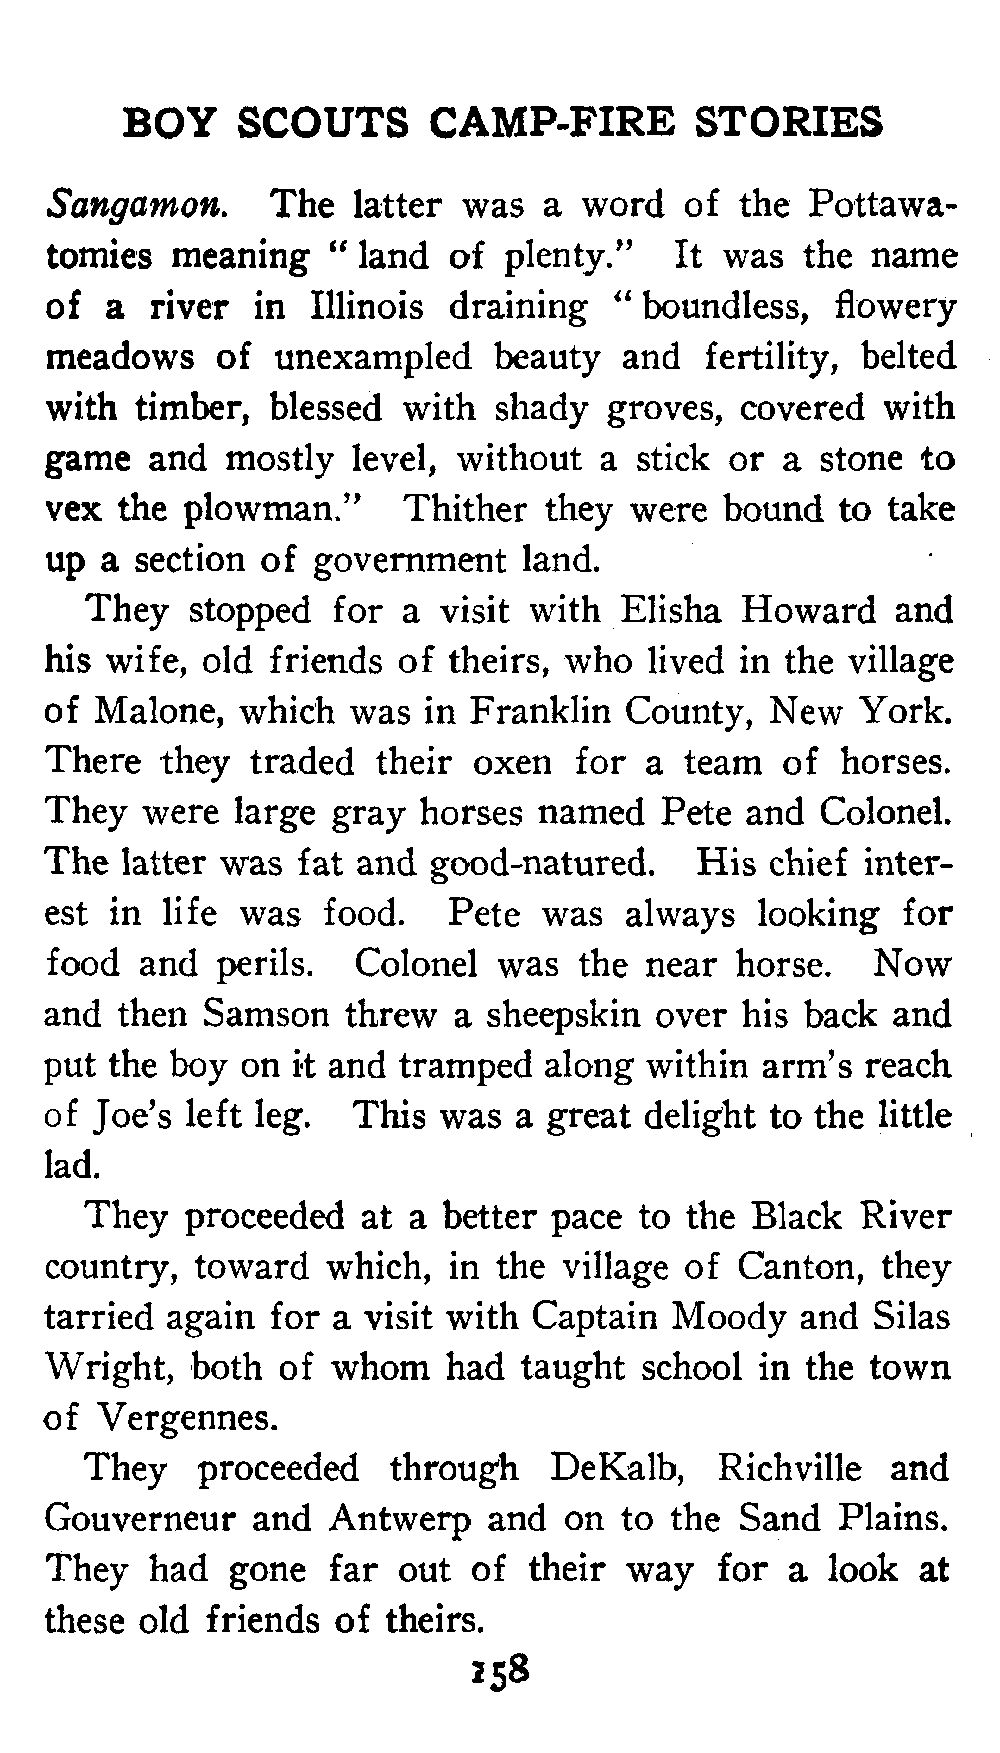 BOY SCOUTS CAMP-FIRE STORIES
Sangamon. The latter was a word of the Pottawa-
tomies meaning "land of plenty." It was the name
of a river in Illinois draining "boundless, flowery
meadows of unexampled beauty and fertility, belted
with timber, blessed with shady groves, covered with
game and mostly level, without a stick or a stone to
vex the plowman." Thither they were bound to take
up a section of government land.
They stopped for a visit with Elisha Howard and
his wife, old friends of theirs, who lived in the village
of Malone, which was in Franklin County, New York.
There they traded their oxen for a team of horses.
They were large gray horses named Pete and Colonel.
The latter was fat and good-natured. His chief inter-
est in life was food. Pete was always looking for
food and perils. Colonel was the near horse. Now
and then Samson threw a sheepskin over his back and
put the boy on it and tramped along within arm's reach
of Joe's left leg. This was a great delight to the little
lad.
They proceeded at a better pace to the Black River
country, toward which, in the village of Canton, they
tarried again for a visit with Captain Moody and Silas
Wright, both of whom had taught school in the town
of Vergennes.
They proceeded through DeKalb, Richville and
Gouverneur and Antwerp and on to the Sand Plains.
They had gone far out of their way for a look at
these old friends of theirs.
158